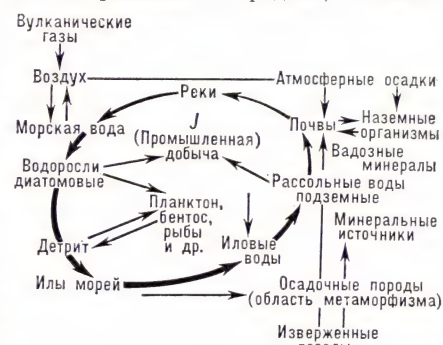 Вулканические
газы
Воздух
Атмосферные осадки
Реки
Морская вода
J
(Промышленная)
добыча
Почвы
Наземные
организмы
Вадозные
минералы
Водоросли
диатомовые
Рассольные воды
подземные
Планктон,
бентос,
рыбы
и др.
Минеральные
источники
Детрит
Иловые
воды
Илы морей
Осадочные породы
(область метаморфизма)
Изверженные